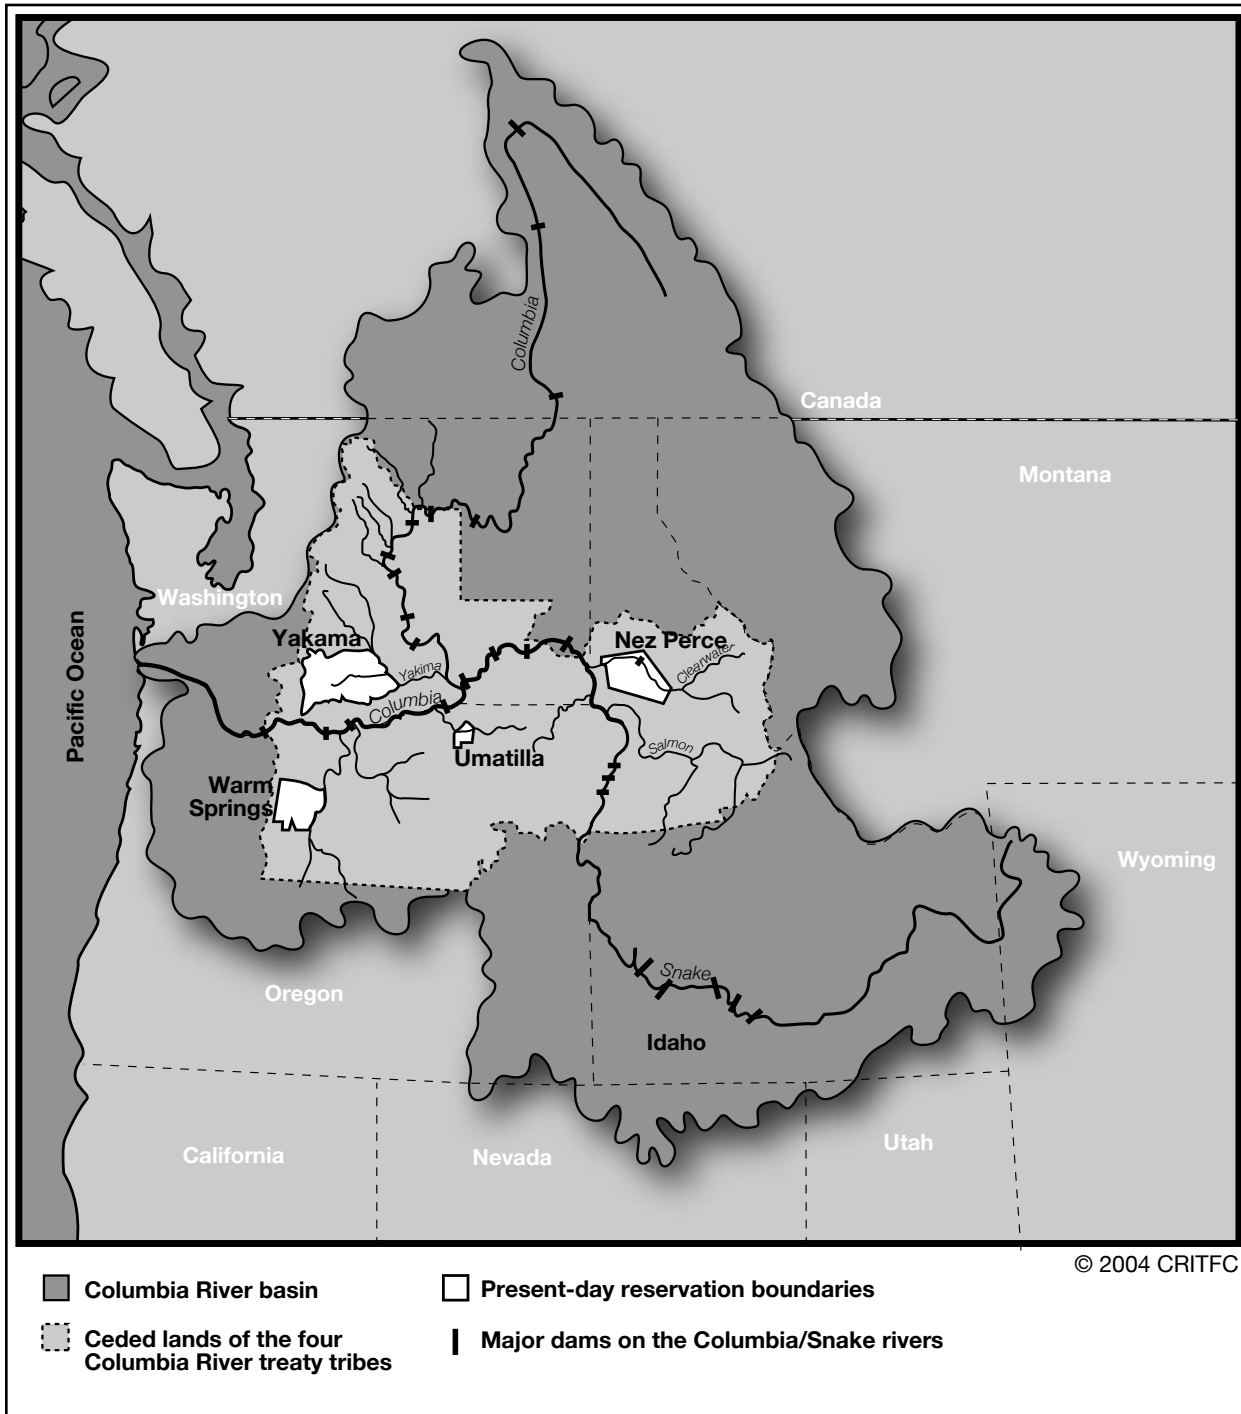 Columbia
Canada
Montana
Washington
Yakama
Nez Perce
Clearwater
Yakima
Columbia
Pacific Ocean
Salmon
Umatilla
Warm
Springs
Wyoming
Snake
Oregon
Idaho
Utah
California
Nevada
© 2004 CRITFC
Columbia River basin
Present-day reservation boundaries
Ceded lands of the four
Columbia River treaty tribes
Major dams on the Columbia/Snake rivers